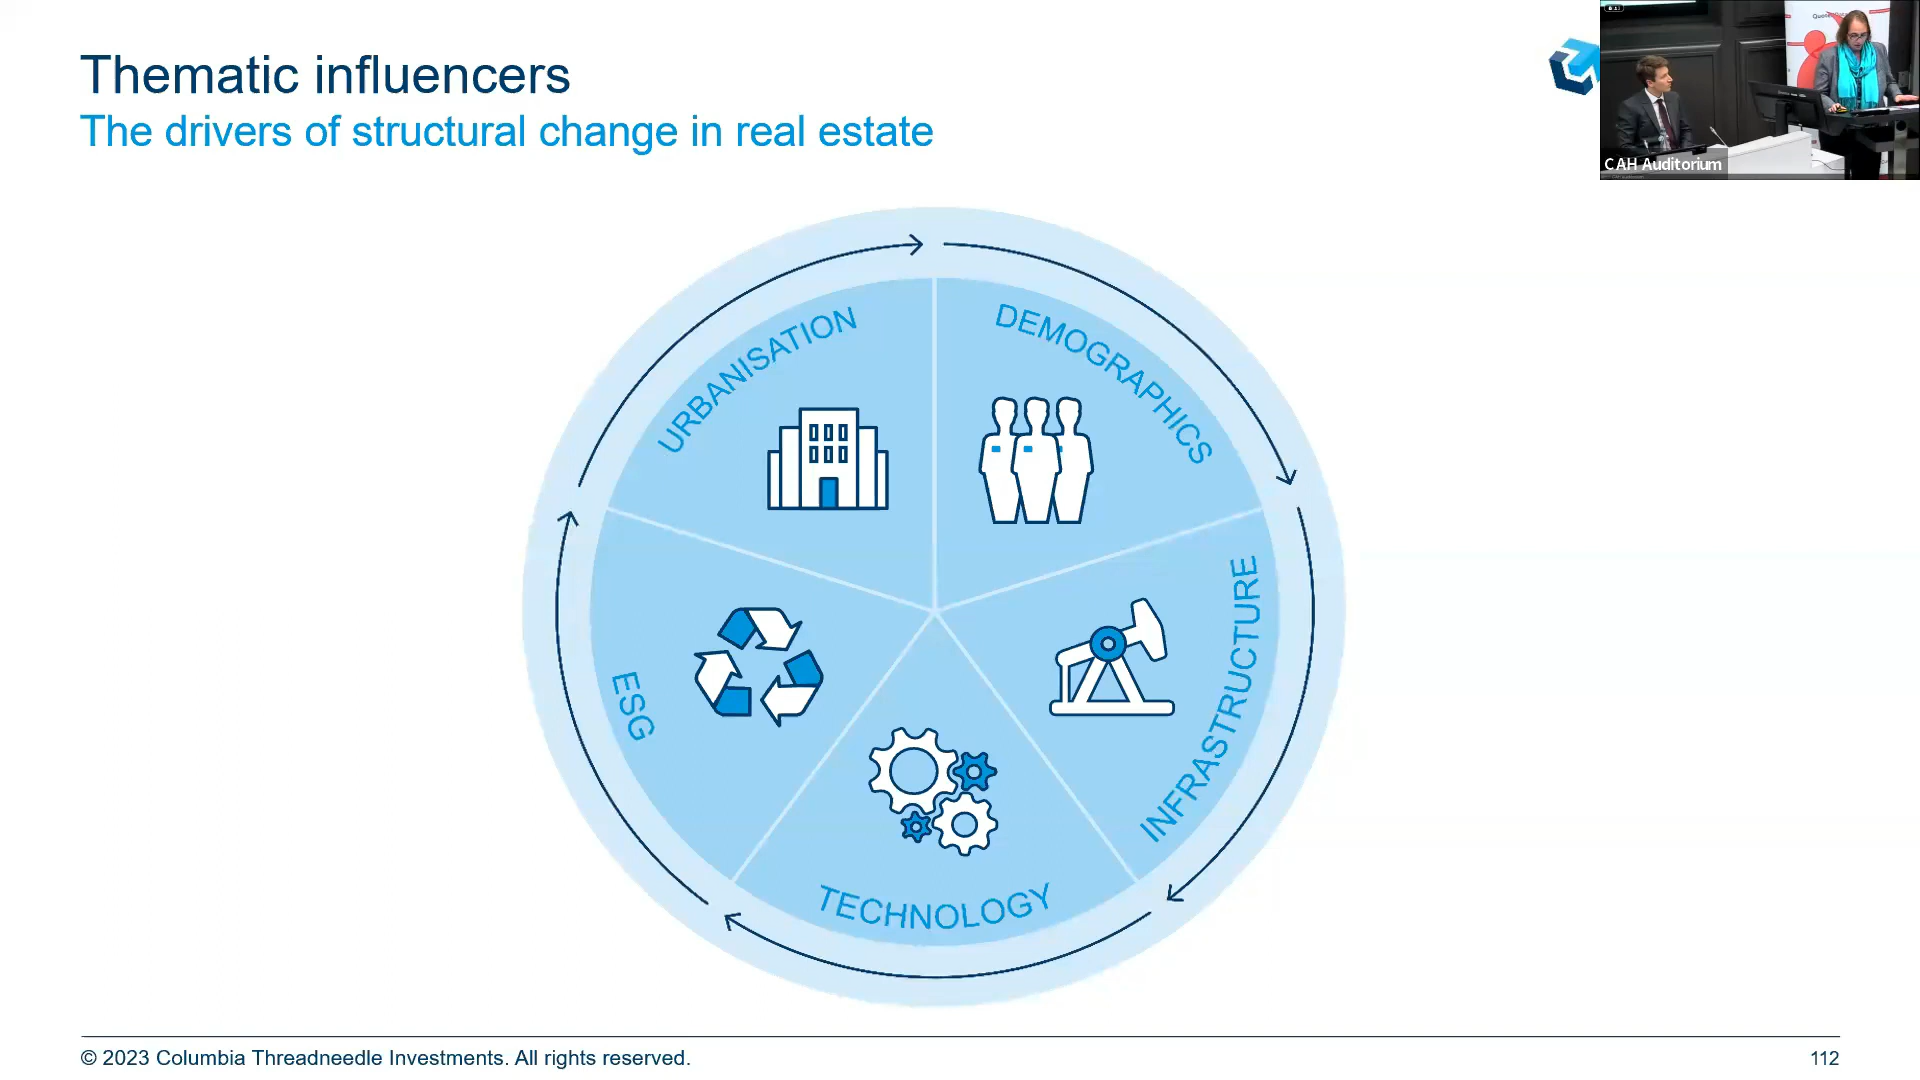 Thematic influencers
The drivers of structural change in real estate
CAH Auditorium
URBANISATION
DEMOGRAPHICS
INFRASTRUCTURE
ESG
TECHNOLOGY
© 2023 Columbia Threadneedle Investments. All rights reserved.
112